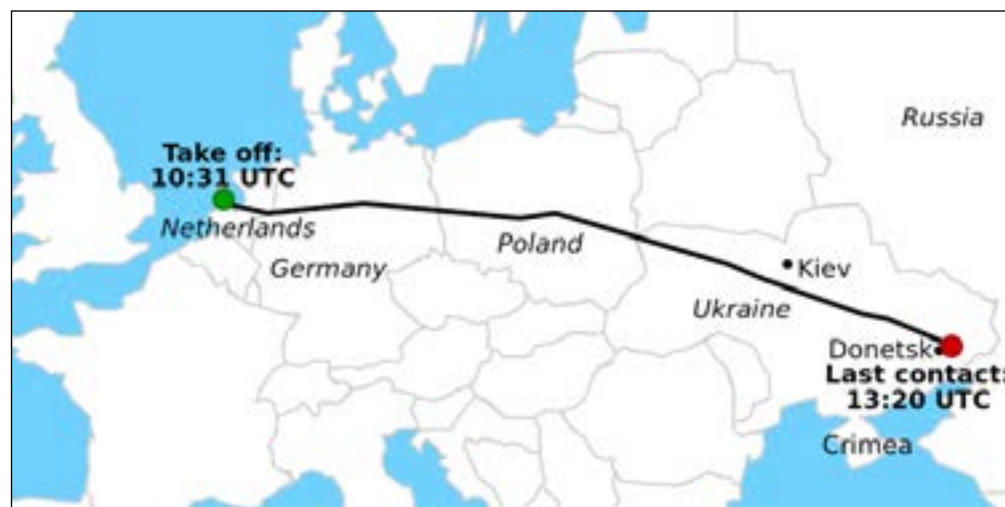 Russia
Take off:
10:31 UTC
Netherlands
Poland
Germany
Kiev
Ukraine
Donetsk
Last contact:
13:20 UTC
Crimea